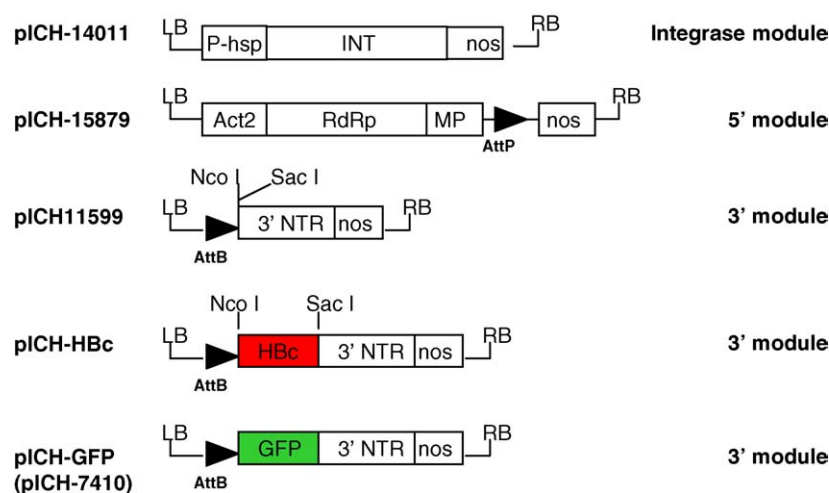 pICH-14011 LB P-hsp INT nos RB Integrase module
pICH-15879 LB Act2 RdRp MP AttP nos RB 5’ module
Nco I Sac I
pICH11599 LB AttB 3’ NTR nos RB 3’ module
Nco I Sac I
pICH-HBc LB AttB HBc 3’ NTR nos RB 3’ module
pICH-GFP LB AttB GFP 3’ NTR nos RB 3’ module
(pICH-7410)